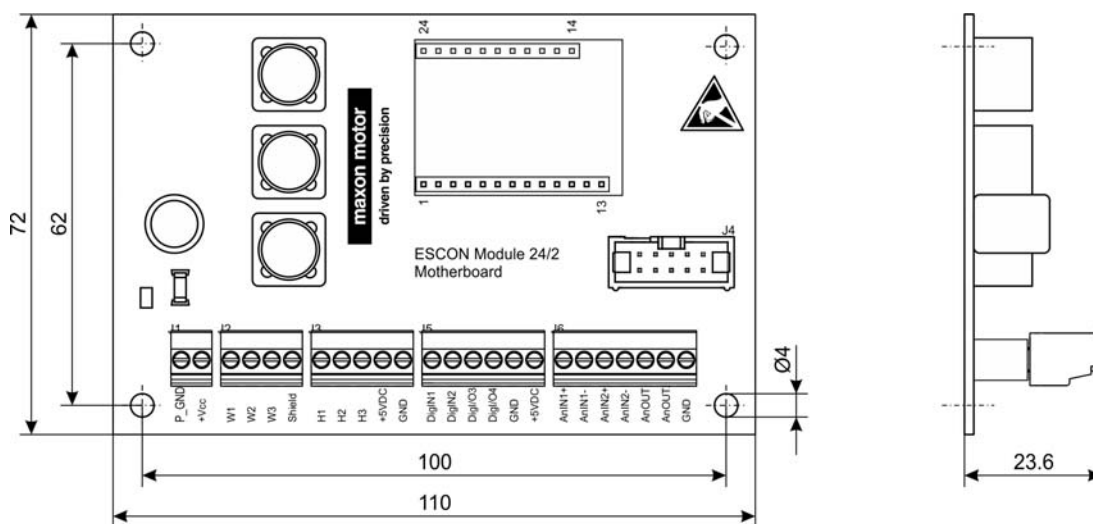 24
14
maxon motor
driven by precision
1
13
ESCON Module 24/2
Motherboard
J4
72
62
J1
J2
J3
J5
J6
P_GND
+Vcc
W1
W2
W3
Shield
H1
H2
H3
+5VDC
GND
DigIN1
DigIN2
DigI/O3
DigI/O4
GND
+5VDC
AnIN1+
AnIN1-
AnIN2+
AnIN2-
AnOUT
AnOUT
GND
Ø4
100
110
23.6